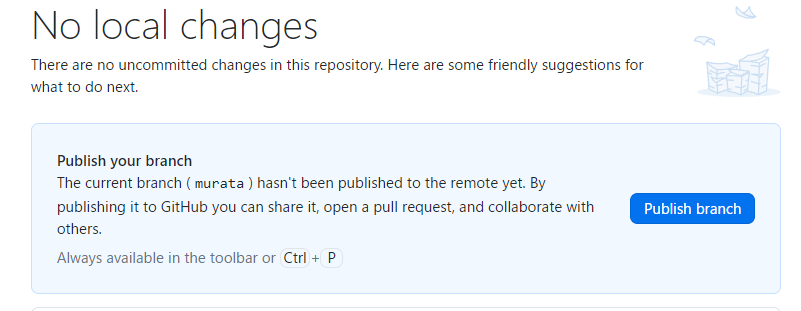 No local changes
There are no uncommitted changes in this repository. Here are some friendly suggestions for
what to do next.
Publish your branch
The current branch ( murata ) hasn't been published to the remote yet. By
publishing it to GitHub you can share it, open a pull request, and collaborate with
others.
Publish branch
Always available in the toolbar or Ctrl + P